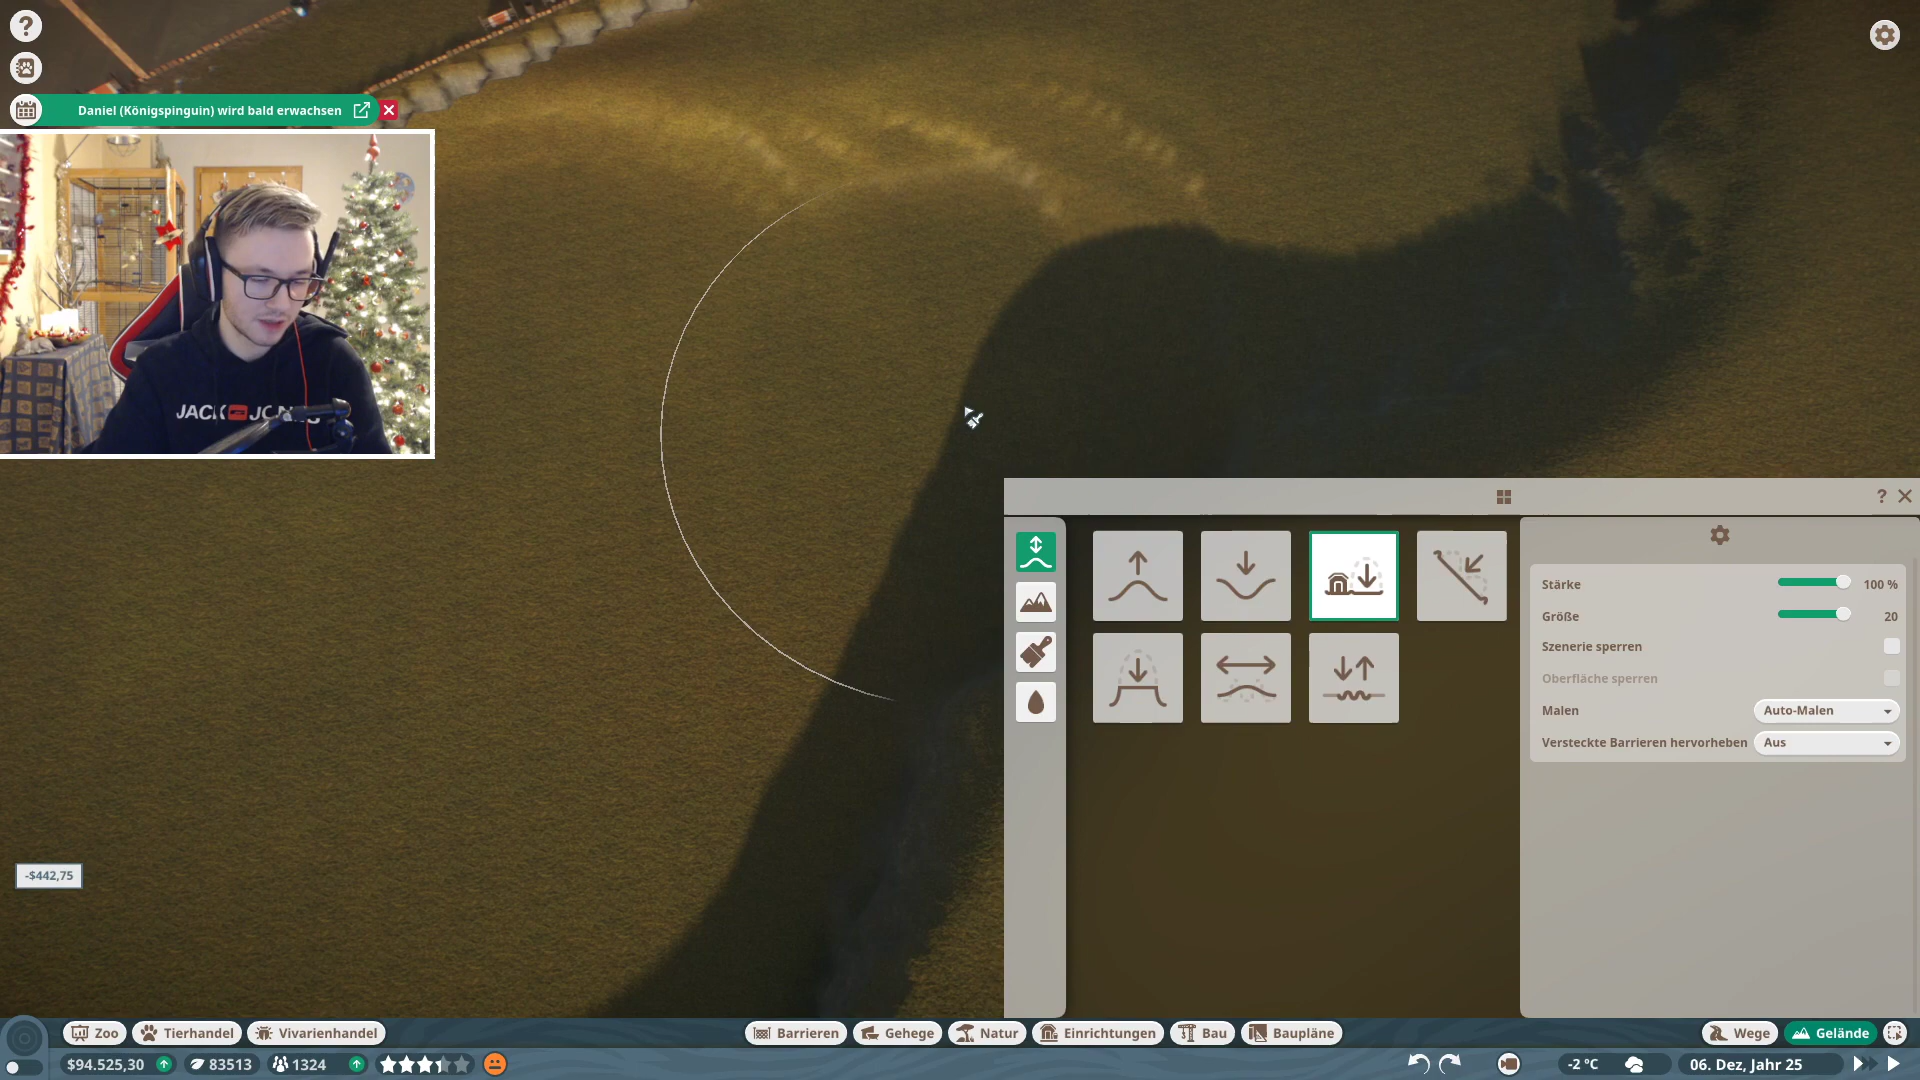 ?
Daniel (Königspinguin) wird bald erwachsen
JACK JONES
?
Stärke 100 %
Größe 20
Szenerie sperren
Oberfläche sperren
Malen Auto-Malen
Versteckte Barrieren hervorheben Aus
-$442,75
Zoo Tierhandel Vivarienhandel Barrieren Gehege Natur Einrichtungen Bau Baupläne Wege Gelände
$94.525,30 83513 1324 -2 °C 06. Dez, Jahr 25